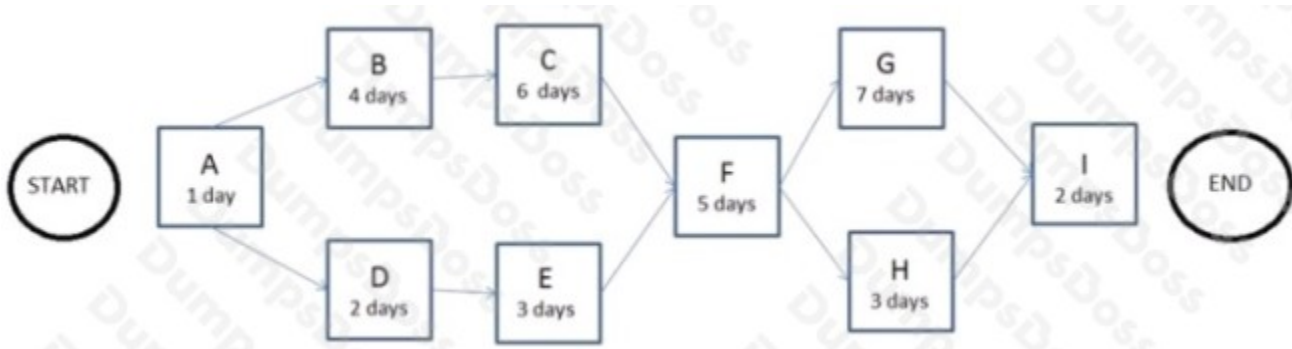 START
A
1 day
B
4 days
C
6 days
D
2 days
E
3 days
F
5 days
G
7 days
H
3 days
I
2 days
END
DumpsDoss